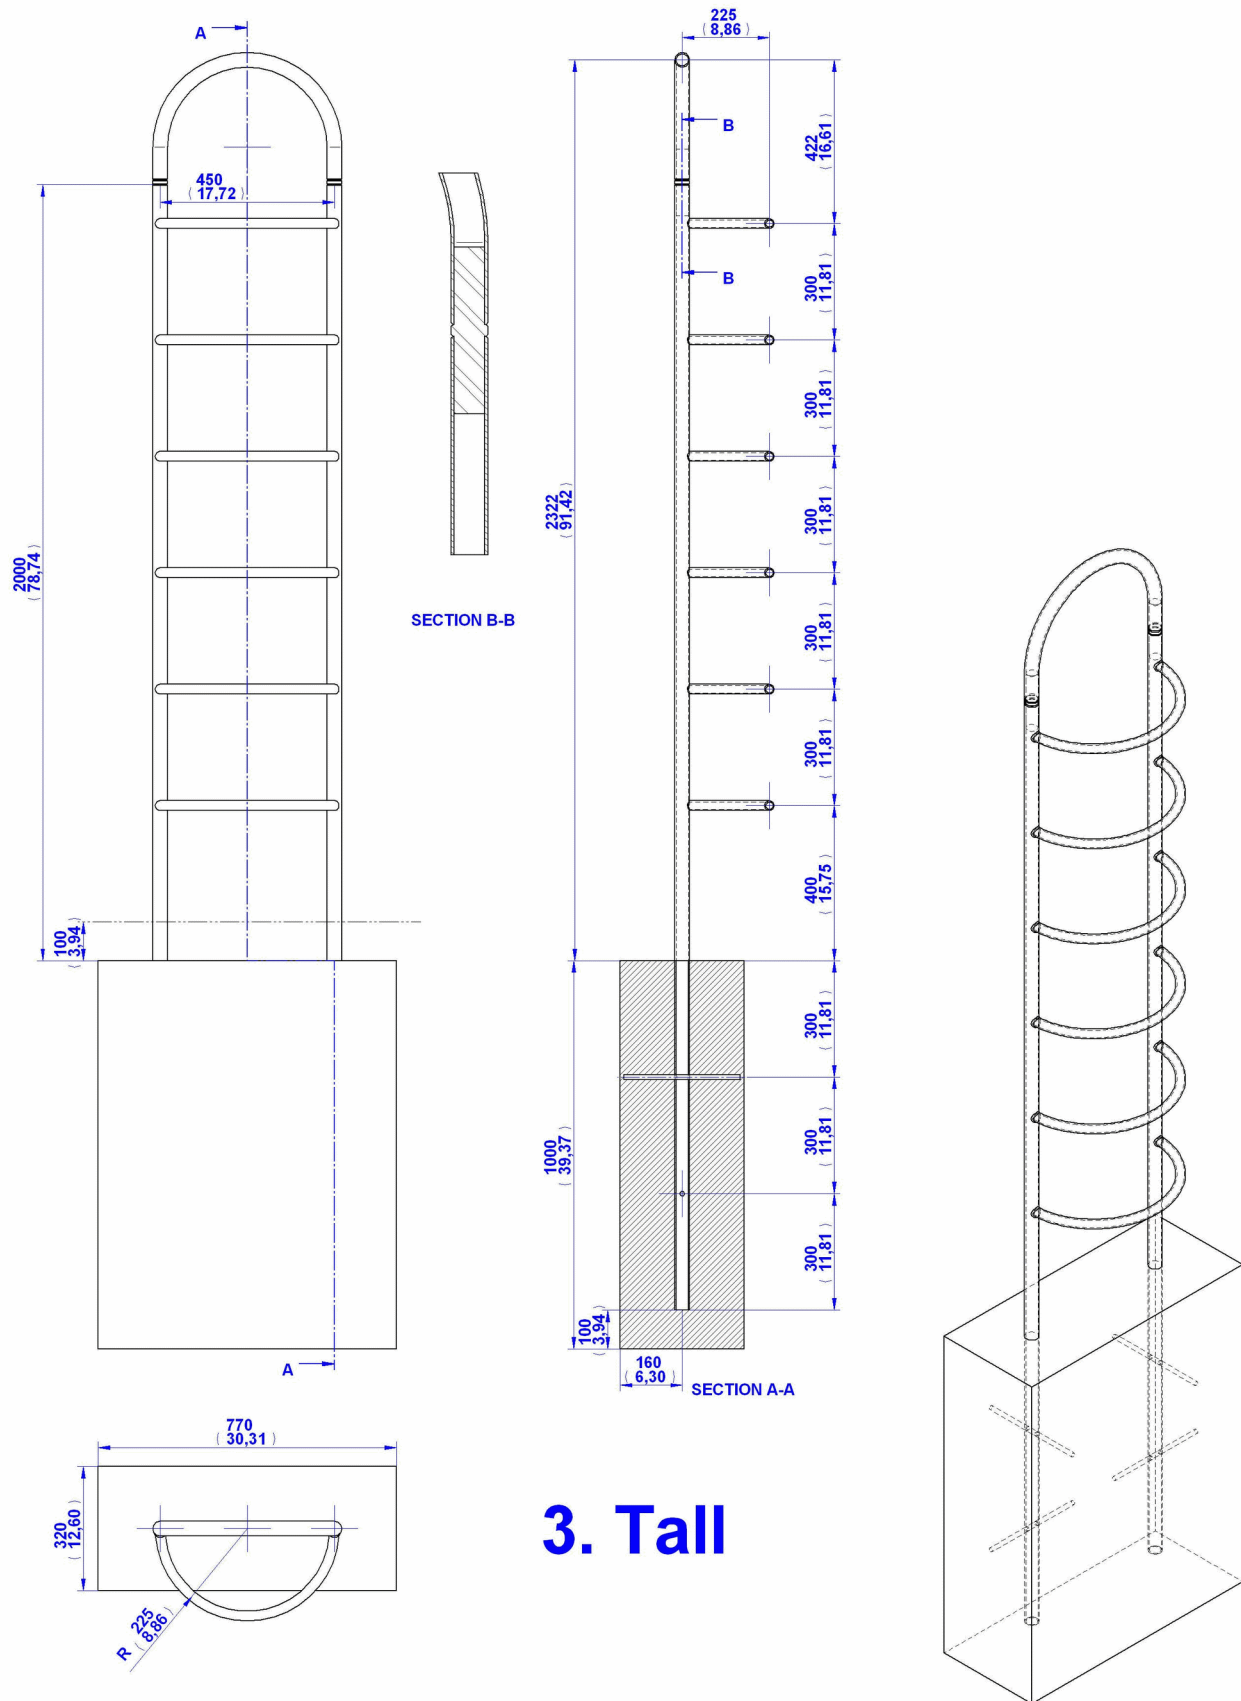 A
450
( 17,72 )
2000
( 78,74 )
100
( 3,94 )
A
SECTION B-B
225
( 8,86 )
B
B
2322
( 91,42 )
422
( 16,61 )
300
( 11,81 )
300
( 11,81 )
300
( 11,81 )
300
( 11,81 )
300
( 11,81 )
400
( 15,75 )
300
( 11,81 )
300
( 11,81 )
300
( 11,81 )
1000
( 39,37 )
100
( 3,94 )
160
( 6,30 )
SECTION A-A
770
( 30,31 )
320
( 12,60 )
R 225
( 8,86 )
3. Tall